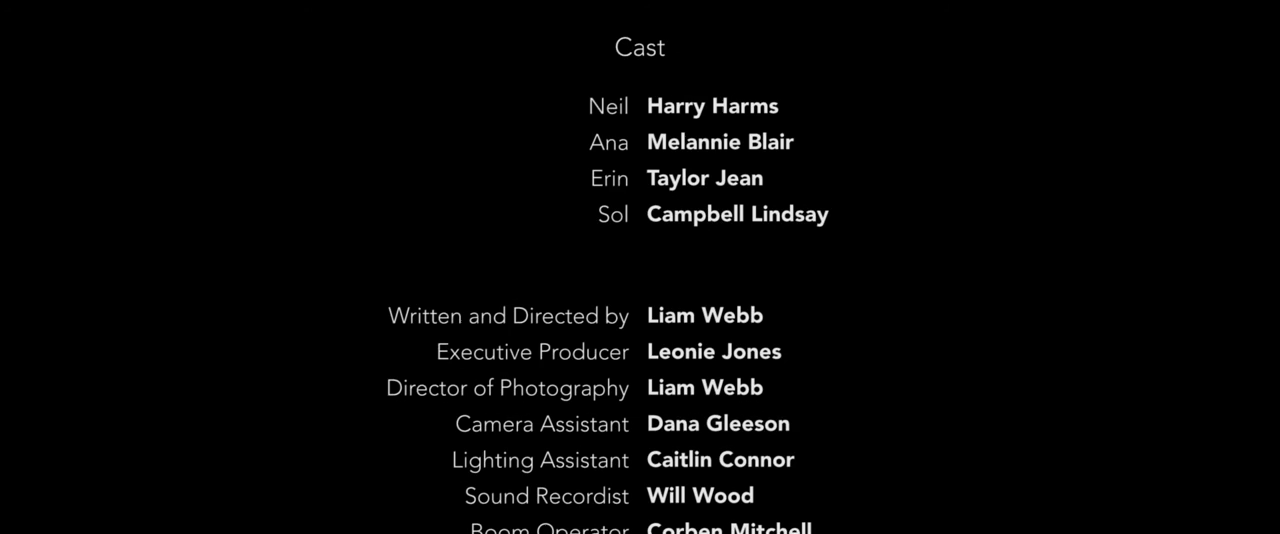 Cast
Neil Harry Harms
Ana Melannie Blair
Erin Taylor Jean
Sol Campbell Lindsay
Written and Directed by Liam Webb
Executive Producer Leonie Jones
Director of Photography Liam Webb
Camera Assistant Dana Gleeson
Lighting Assistant Caitlin Connor
Sound Recordist Will Wood
Boom Operator Corben Mitchell